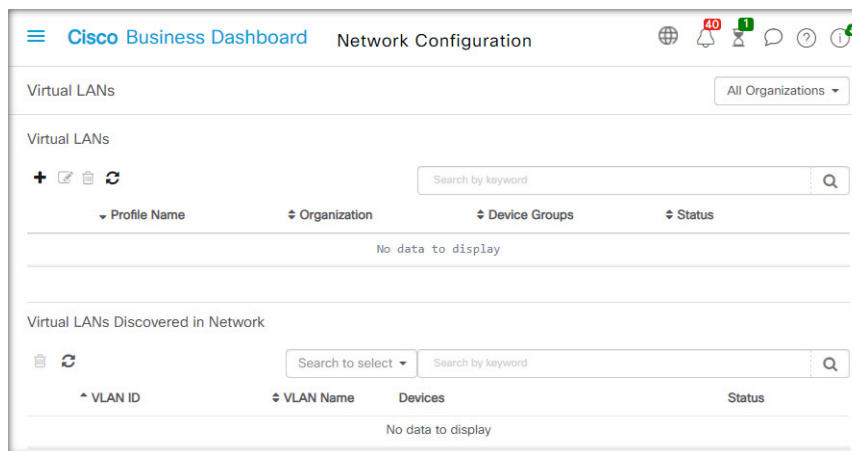 Cisco Business Dashboard Network Configuration 40 1
Virtual LANs All Organizations
Virtual LANs
Search by keyword
Profile Name Organization Device Groups Status
No data to display
Virtual LANs Discovered in Network
Search to select Search by keyword
VLAN ID VLAN Name Devices Status
No data to display